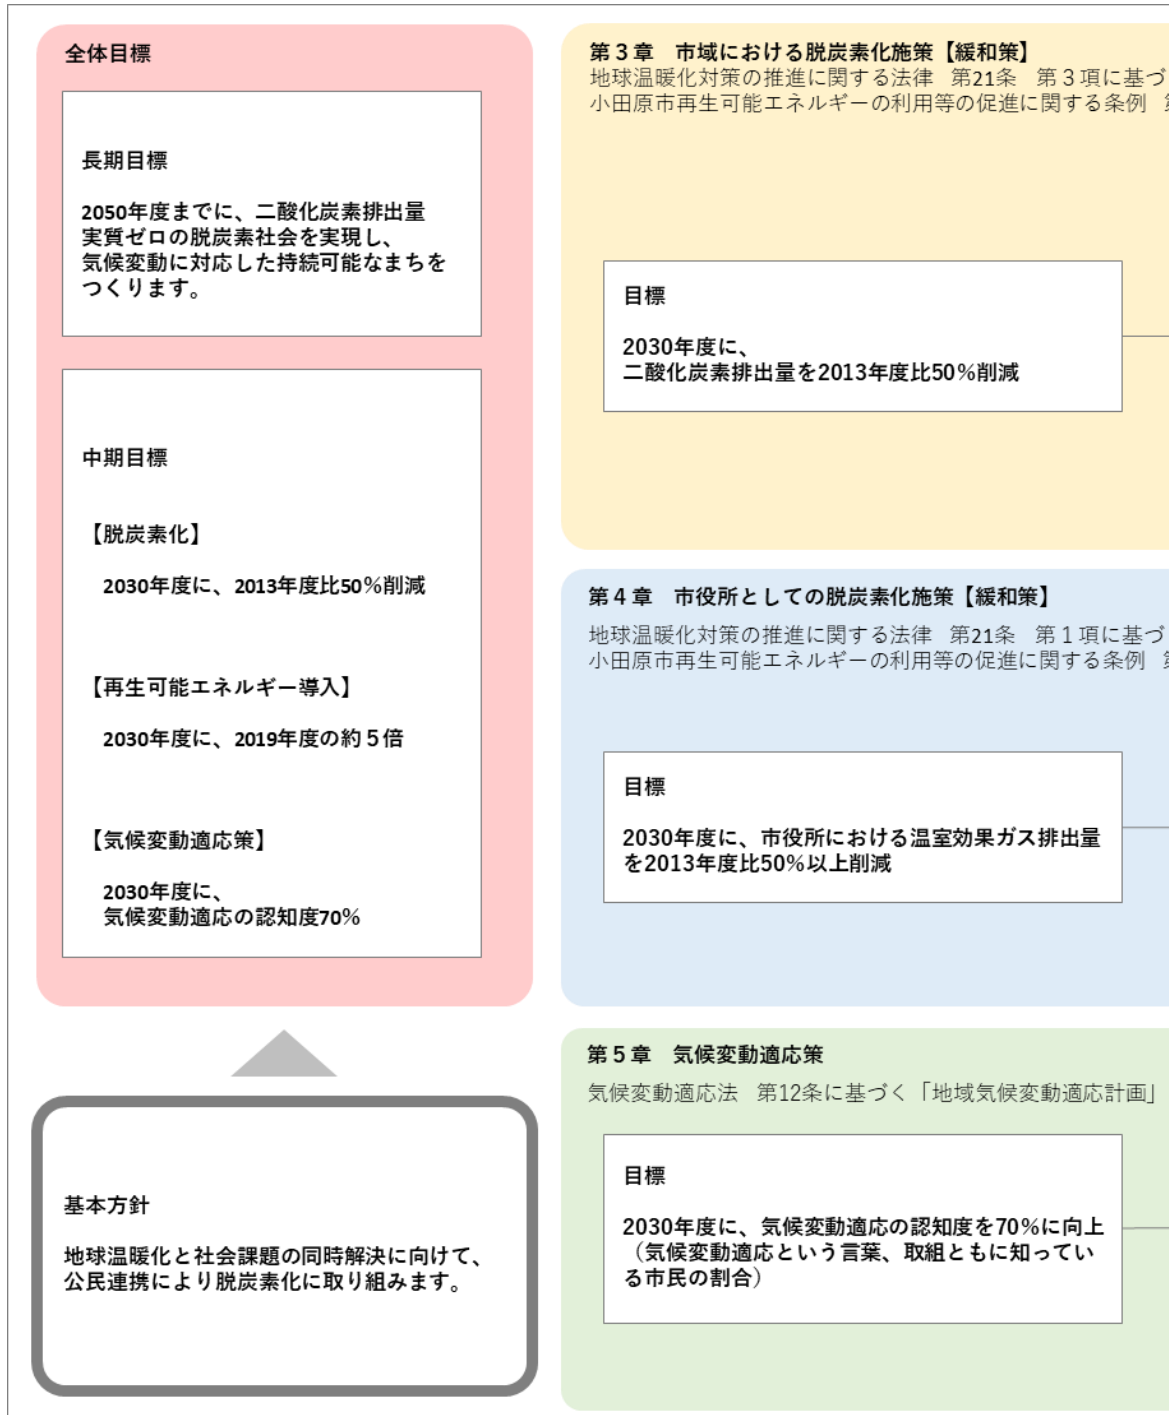 全体目標
長期目標
2050年度までに、二酸化炭素排出量
実質ゼロの脱炭素社会を実現し、
気候変動に対応した持続可能なまちを
つくります。
中期目標
【脱炭素化】
2030年度に、2013年度比50％削減
【再生可能エネルギー導入】
2030年度に、2019年度の約５倍
【気候変動適応策】
2030年度に、
気候変動適応の認知度70％
基本方針
地球温暖化と社会課題の同時解決に向けて、
公民連携により脱炭素化に取り組みます。
第３章　市域における脱炭素化施策【緩和策】
地球温暖化対策の推進に関する法律　第21条　第３項に基づ
小田原市再生可能エネルギーの利用等の促進に関する条例
目標
2030年度に、
二酸化炭素排出量を2013年度比50％削減
第４章　市役所としての脱炭素化施策【緩和策】
地球温暖化対策の推進に関する法律　第21条　第１項に基づ
小田原市再生可能エネルギーの利用等の促進に関する条例
目標
2030年度に、市役所における温室効果ガス排出量
を2013年度比50％以上削減
第５章　気候変動適応策
気候変動適応法　第12条に基づく「地域気候変動適応計画」
目標
2030年度に、気候変動適応の認知度を70％に向上
（気候変動適応という言葉、取組ともに知ってい
る市民の割合）